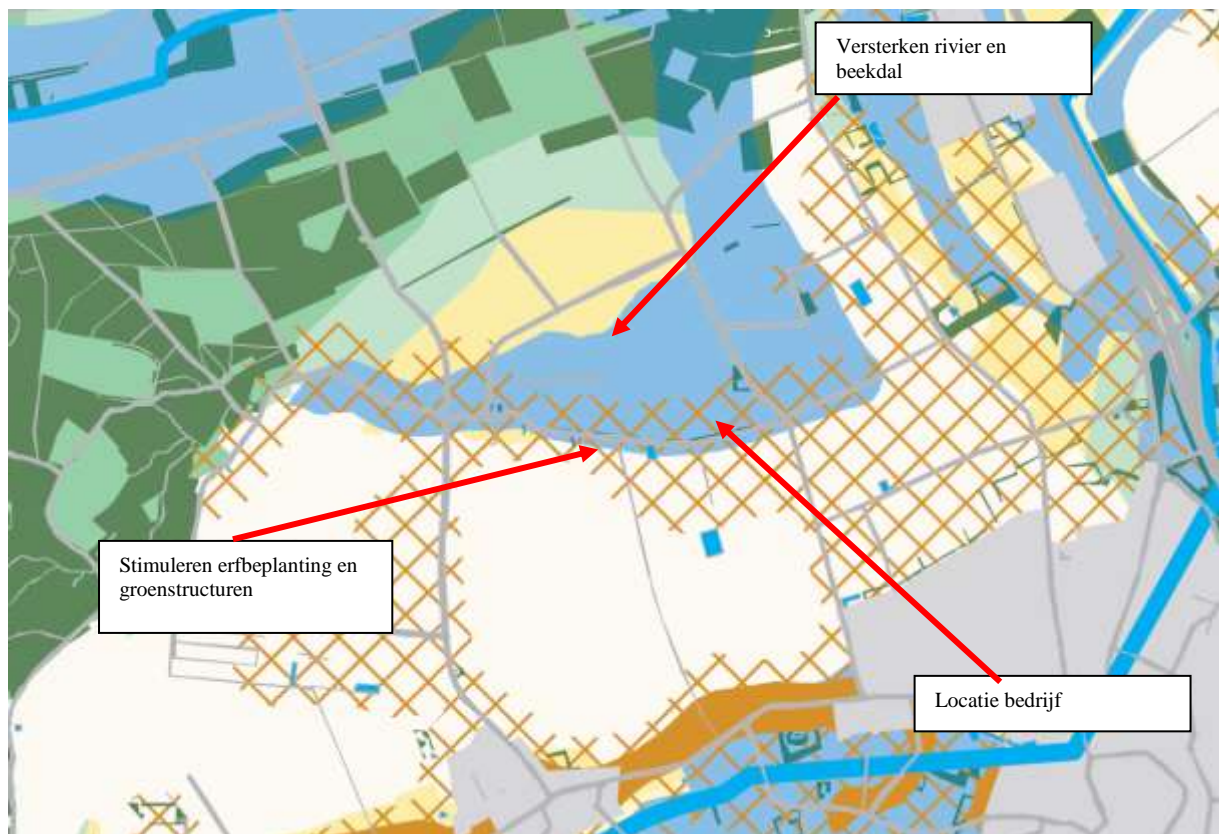 Versterken rivier en
beekdal
Stimuleren erfbeplanting en
groenstructuren
Locatie bedrijf